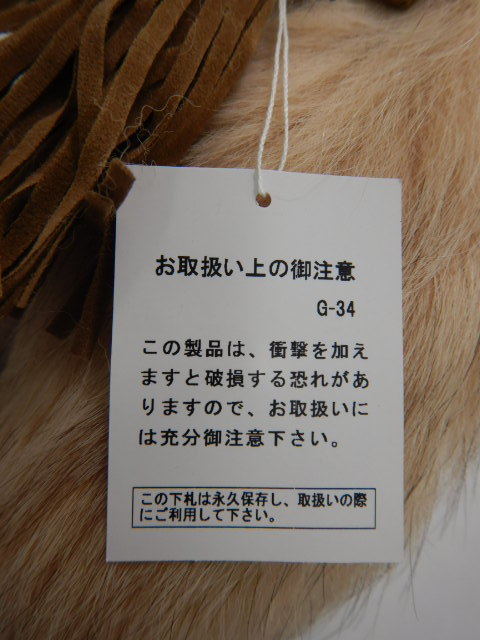 お取扱い上の御注意
G-34
この製品は、衝撃を加え
ますと破損する恐れがあ
りますので、お取扱いに
は充分御注意下さい。
この下札は永久保存し、取扱いの際
にご利用して下さい。